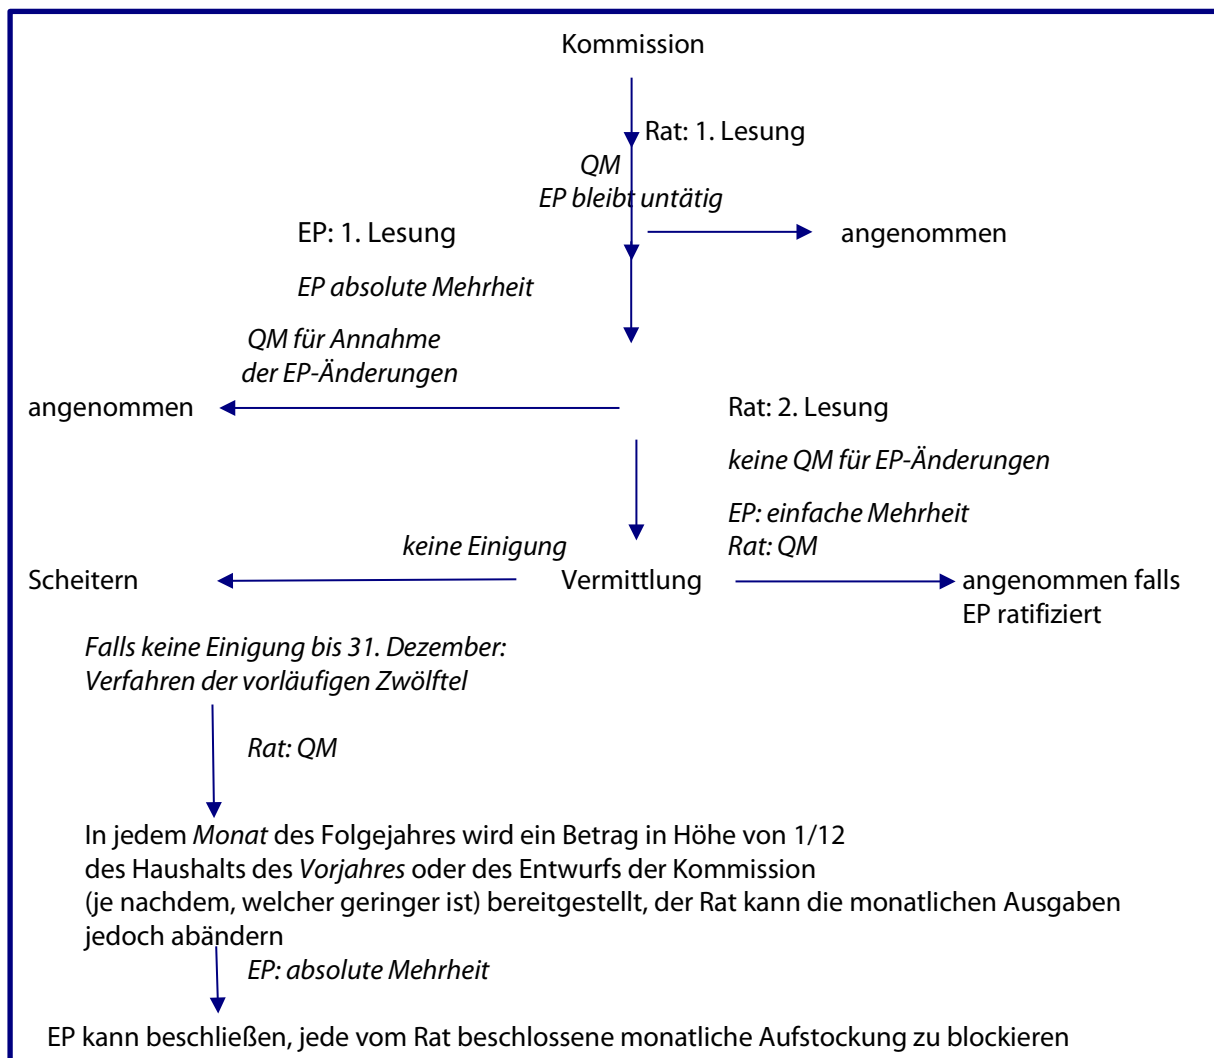 Kommission
Rat: 1. Lesung
QM
EP bleibt untätig
EP: 1. Lesung
angenommen
EP absolute Mehrheit
QM für Annahme
der EP-Änderungen
angenommen
Rat: 2. Lesung
keine QM für EP-Änderungen
EP: einfache Mehrheit
Rat: QM
keine Einigung
Scheitern
Vermittlung
angenommen falls
EP ratifiziert
Falls keine Einigung bis 31. Dezember:
Verfahren der vorläufigen Zwölftel
Rat: QM
In jedem Monat des Folgejahres wird ein Betrag in Höhe von 1/12
des Haushalts des Vorjahres oder des Entwurfs der Kommission
(je nachdem, welcher geringer ist) bereitgestellt, der Rat kann die monatlichen Ausgaben
jedoch abändern
EP: absolute Mehrheit
EP kann beschließen, jede vom Rat beschlossene monatliche Aufstockung zu blockieren